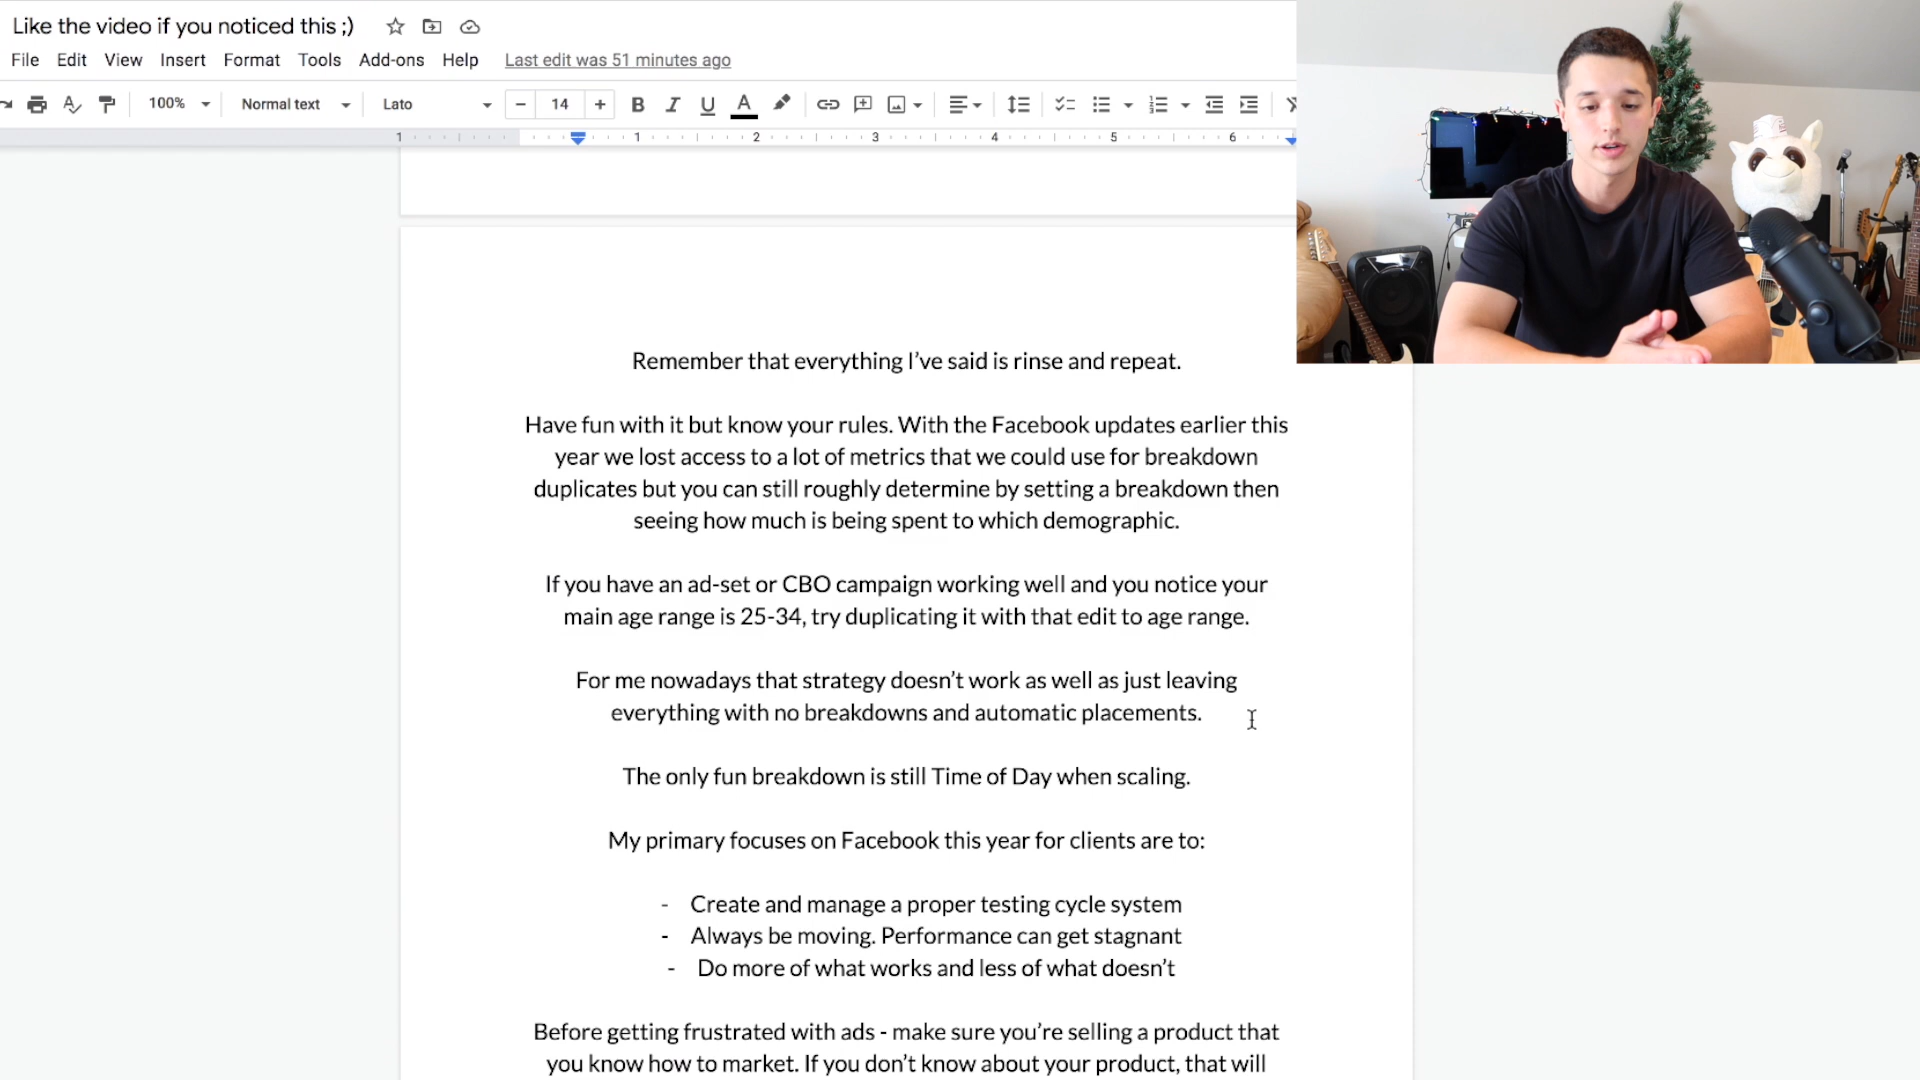 Like the video if you noticed this ;)
File Edit View Insert Format Tools Add-ons Help Last edit was 51 minutes ago
100% Normal text Lato - 14 + B I U A
1 1 2 3 4 5 6
Remember that everything I've said is rinse and repeat.
Have fun with it but know your rules. With the Facebook updates earlier this
year we lost access to a lot of metrics that we could use for breakdown
duplicates but you can still roughly determine by setting a breakdown then
seeing how much is being spent to which demographic.
If you have an ad-set or CBO campaign working well and you notice your
main age range is 25-34, try duplicating it with that edit to age range.
For me nowadays that strategy doesn't work as well as just leaving
everything with no breakdowns and automatic placements.
The only fun breakdown is still Time of Day when scaling.
My primary focuses on Facebook this year for clients are to:
- Create and manage a proper testing cycle system
- Always be moving. Performance can get stagnant
- Do more of what works and less of what doesn't
Before getting frustrated with ads - make sure you're selling a product that
you know how to market. If you don't know about your product, that will